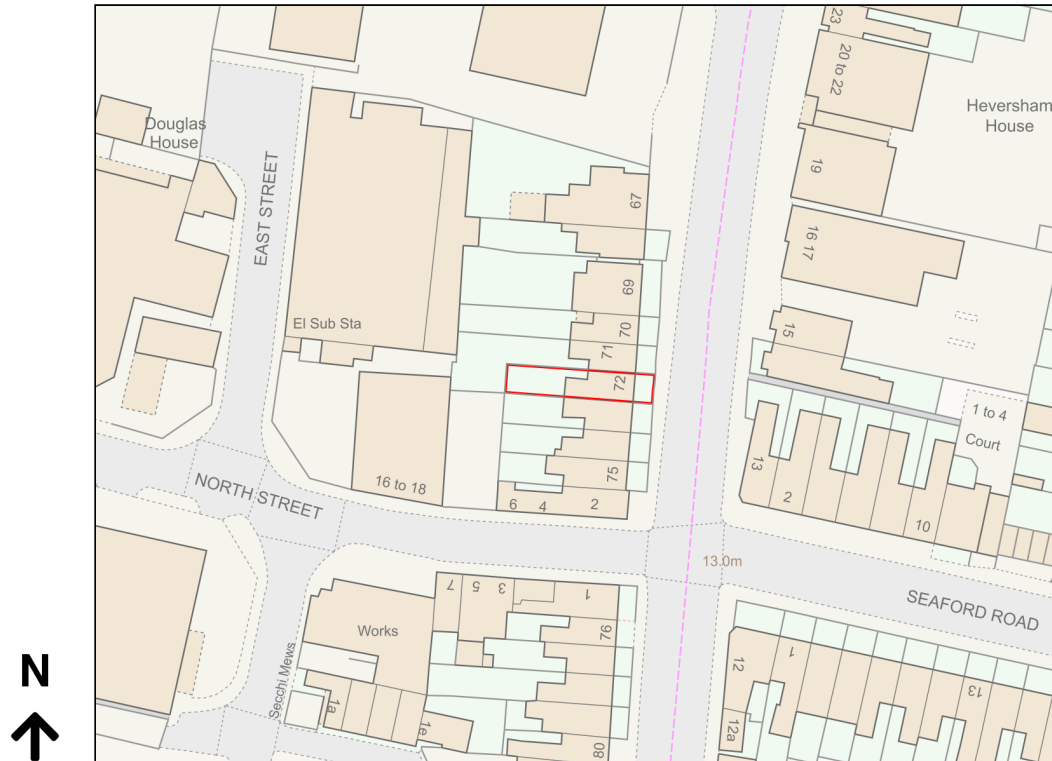 23
20 to 22
Heversham
House
Douglas
House
19
67
EAST STREET
16 17
69
El Sub Sta
70
15
71
72
1 to 4
Court
13
2
10
75
16 to 18
6
4
2
NORTH STREET
13.0m
SEAFORD ROAD
7
5
3
1
76
Works
12
1
13
N
Secchi Mews
1a
1e
12a
80